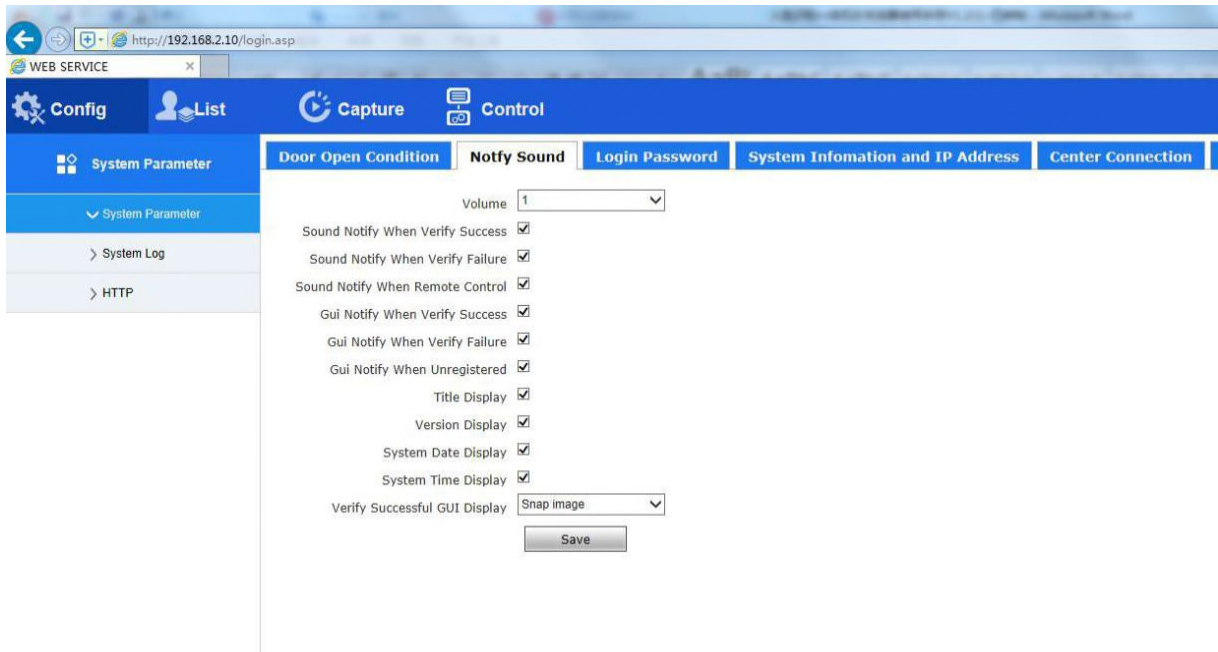 http://192.168.2.10/login.asp
WEB SERVICE
Config List Capture Control
System Parameter
Door Open Condition Notfy Sound Login Password System Infomation and IP Address Center Connection
System Parameter
System Log
HTTP
Volume 1
Sound Notify When Verify Success
Sound Notify When Verify Failure
Sound Notify When Remote Control
Gui Notify When Verify Success
Gui Notify When Verify Failure
Gui Notify When Unregistered
Title Display
Version Display
System Date Display
System Time Display
Verify Successful GUI Display Snap image
Save